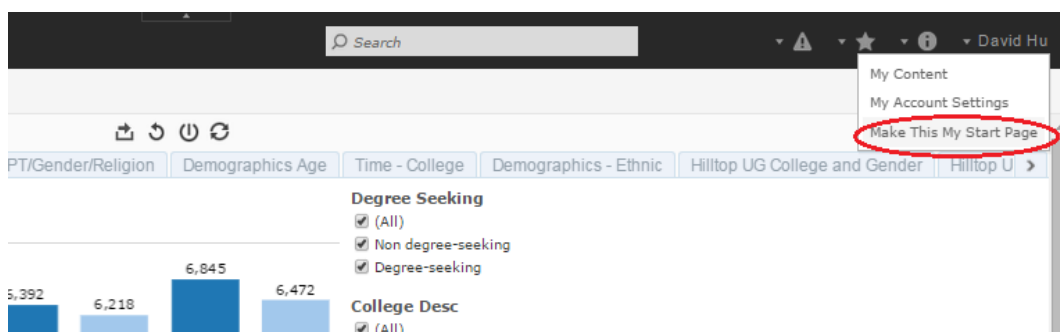 Search
David Hu
My Content
My Account Settings
Make This My Start Page
PT/Gender/Religion Demographics Age Time - College Demographics - Ethnic Hilltop UG College and Gender Hilltop U
Degree Seeking
(All)
Non degree-seeking
Degree-seeking
6,845
6,472
6,218
College Desc
(All)